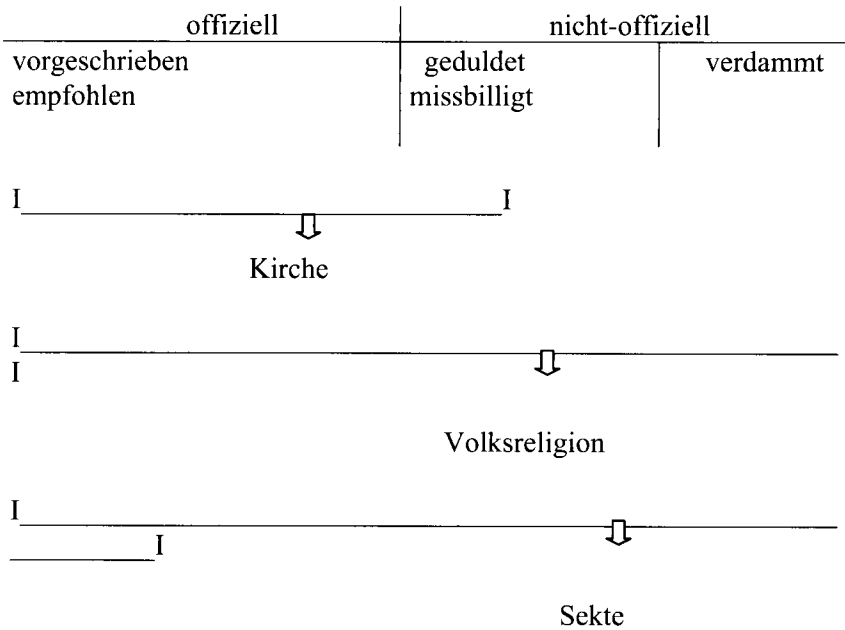 offiziell nicht-offiziell
vorgeschrieben geduldet verdammt
empfohlen missbilligt
I I
Kirche
I
I
Volksreligion
I
I
Sekte